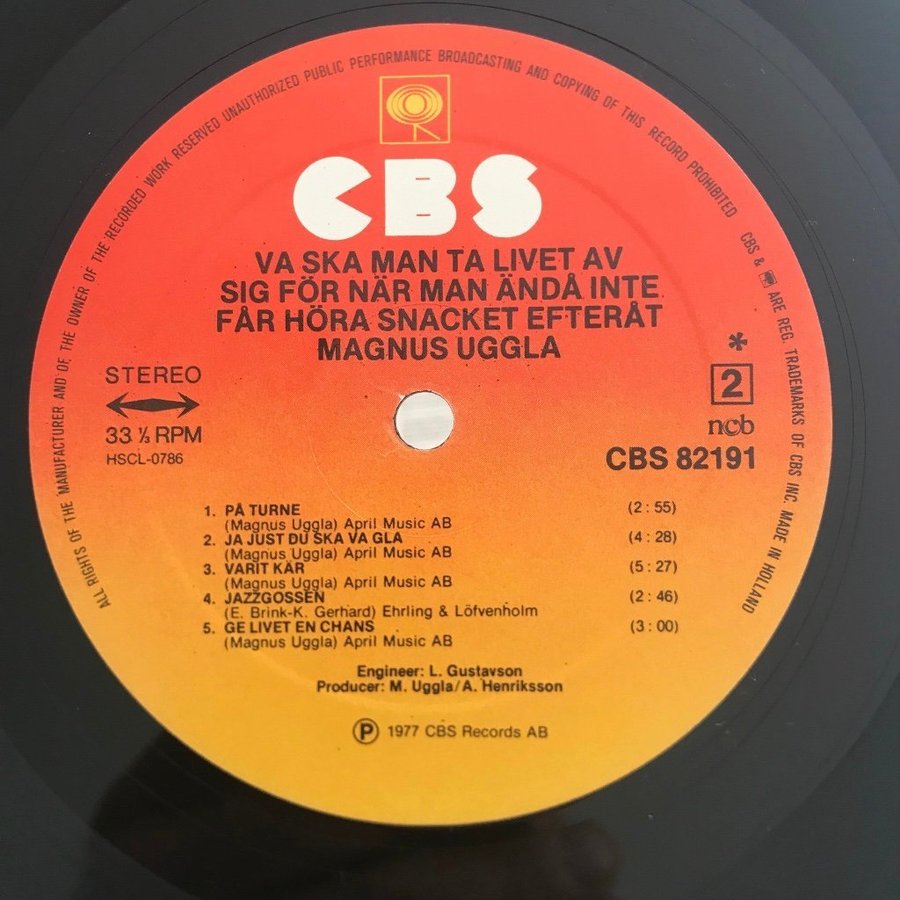 ALL RIGHTS OF THE MANUFACTURER AND OF THE OWNER OF THE RECORDED WORK RESERVED UNAUTHORIZED PUBLIC PERFORMANCE BROADCASTING AND COPYING OF THIS RECORD PROHIBITED
CBS & ARE REG. TRADEMARKS OF CBS INC. MADE IN HOLLAND
CBS
VA SKA MAN TA LIVET AV
SIG FÖR NÄR MAN ÄNDÅ INTE
FÅR HÖRA SNACKET EFTERÅT
MAGNUS UGGLA
STEREO
33 ⅓ RPM
HSCL-0786
*
2
ncb
CBS 82191
1. PÅ TURNE (2 : 55)
(Magnus Uggla) April Music AB
2. JA JUST DU SKA VA GLA (4 : 28)
(Magnus Uggla) April Music AB
3. VARIT KÄR (5 : 27)
(Magnus Uggla) April Music AB
4. JAZZGOSSEN (2 : 46)
(E. Brink-K. Gerhard) Ehrling & Löfvenholm
5. GE LIVET EN CHANS (3 : 00)
(Magnus Uggla) April Music AB
Engineer: L. Gustavson
Producer: M. Uggla/A. Henriksson
Ⓟ 1977 CBS Records AB